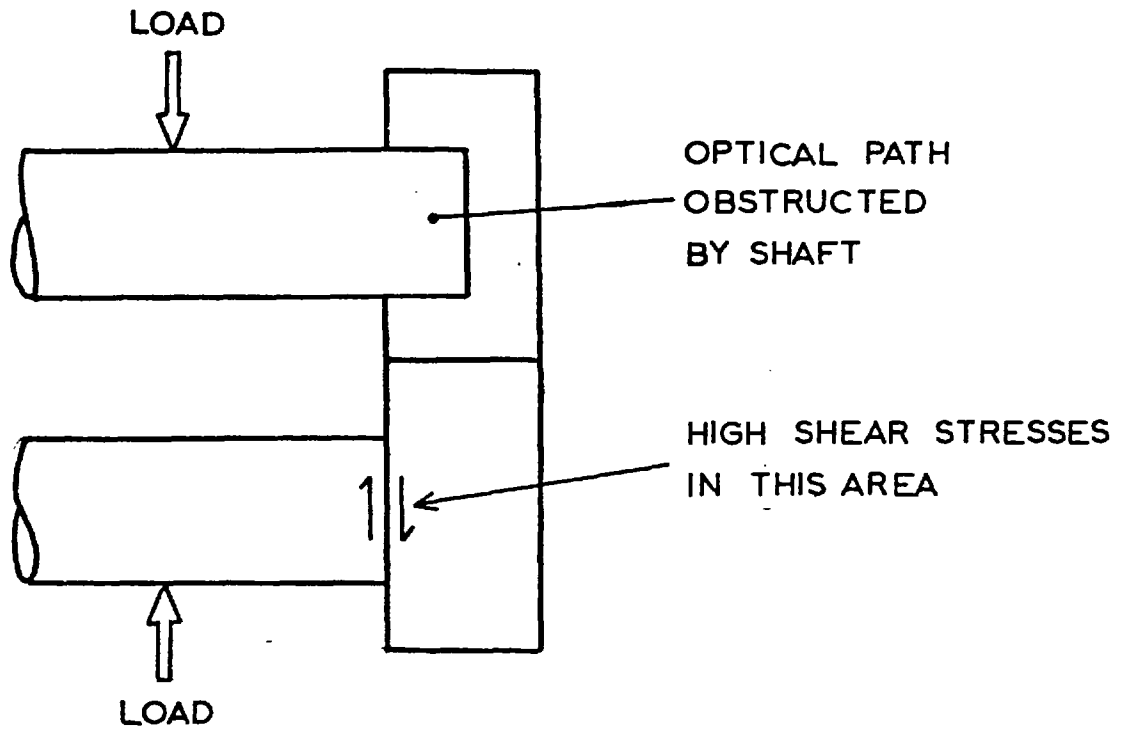 LOAD
OPTICAL PATH
OBSTRUCTED
BY SHAFT
HIGH SHEAR STRESSES
IN THIS AREA
LOAD